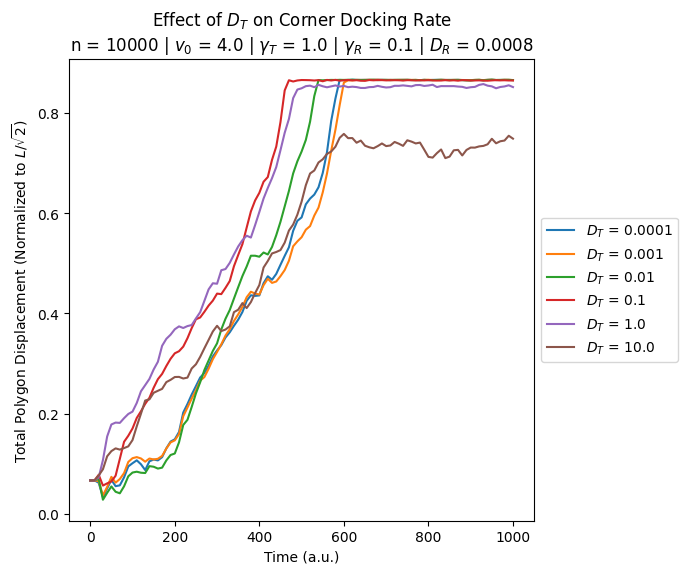 Effect of $D_T$ on Corner Docking Rate
n = 10000 | $v_0$ = 4.0 | $\gamma_T$ = 1.0 | $\gamma_R$ = 0.1 | $D_R$ = 0.0008
Total Polygon Displacement (Normalized to $L/\sqrt{2}$)
0.8
0.6
0.4
0.2
0.0
0 200 400 600 800 1000
Time (a.u.)
$D_T$ = 0.0001
$D_T$ = 0.001
$D_T$ = 0.01
$D_T$ = 0.1
$D_T$ = 1.0
$D_T$ = 10.0